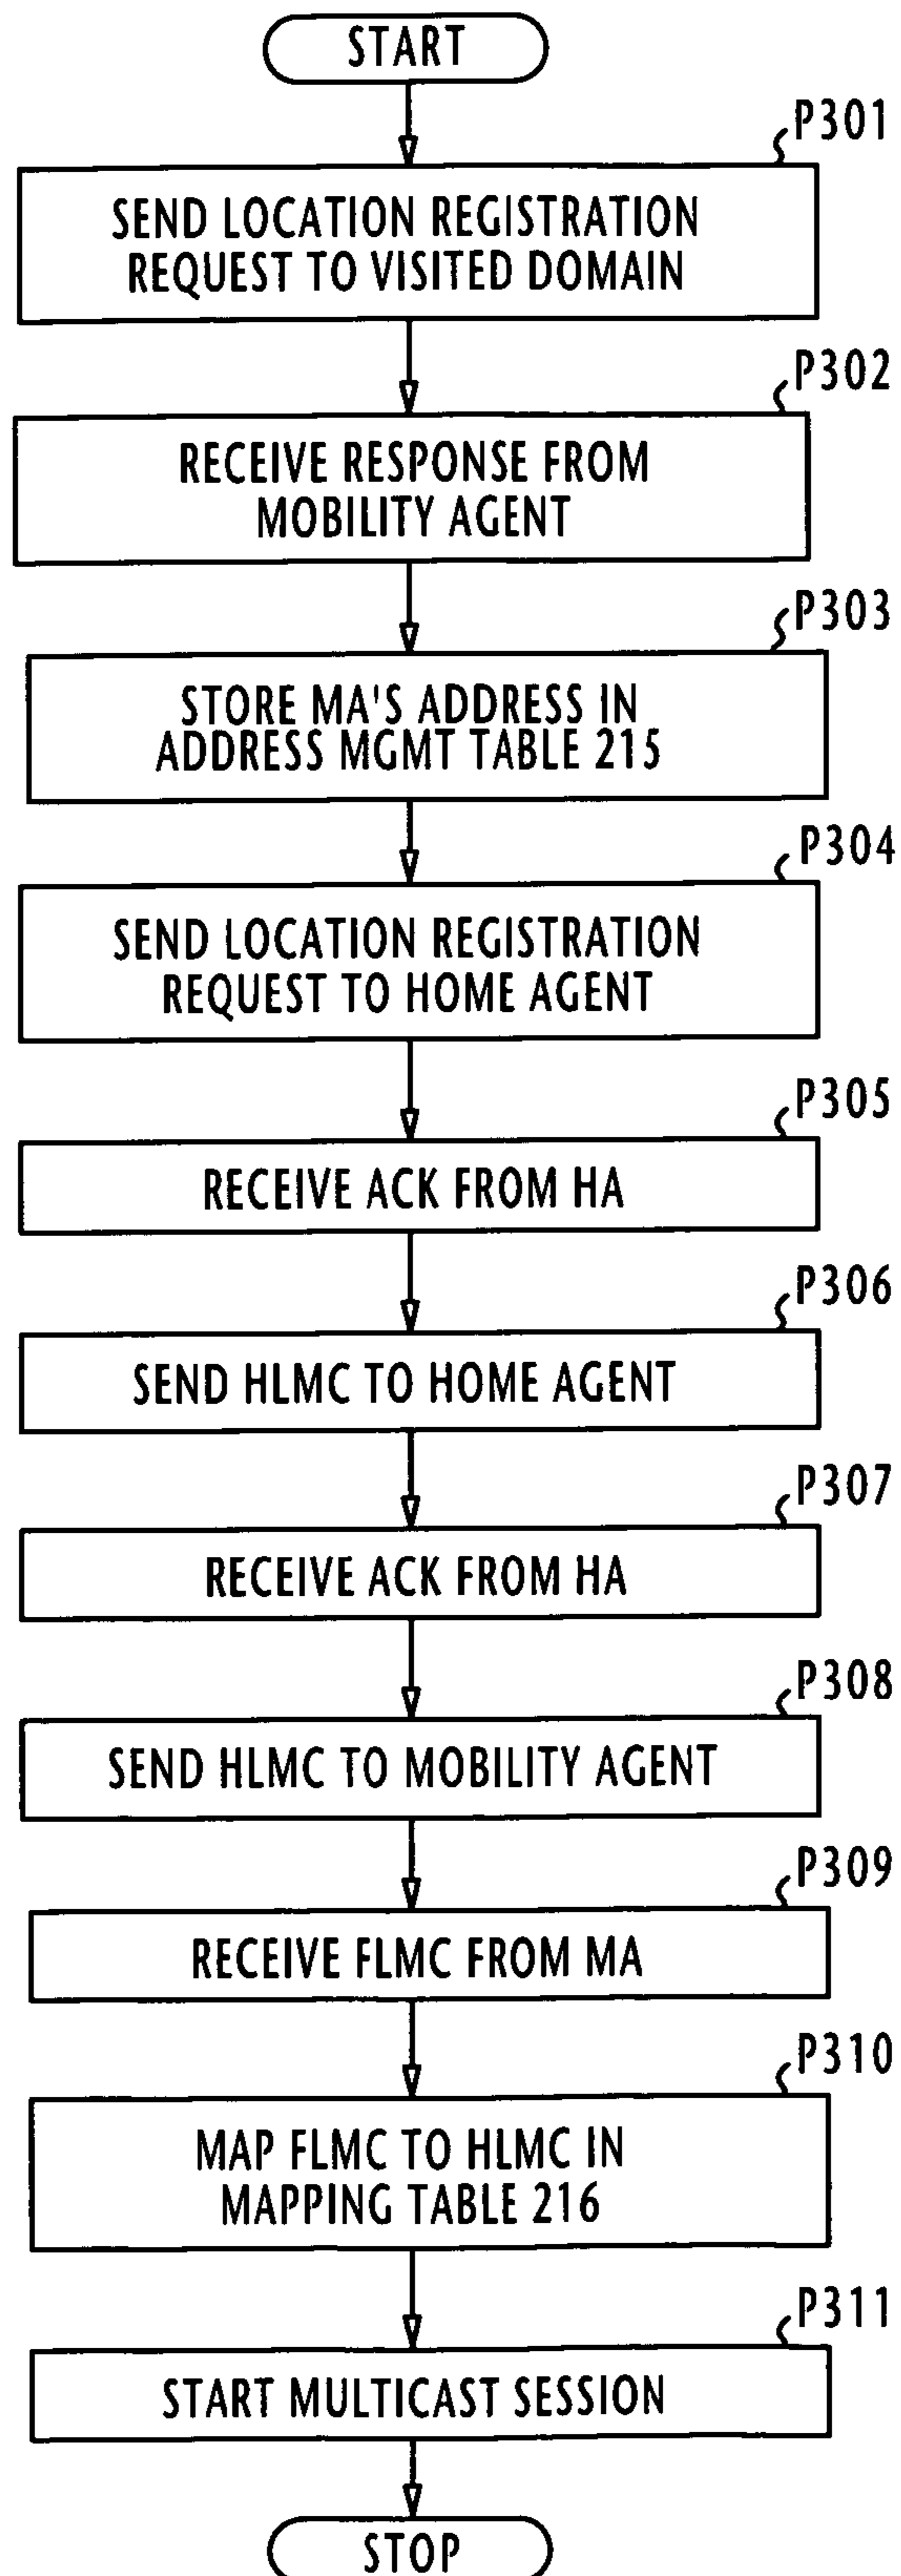 START
P301
SEND LOCATION REGISTRATION
REQUEST TO VISITED DOMAIN
P302
RECEIVE RESPONSE FROM
MOBILITY AGENT
P303
STORE MA'S ADDRESS IN
ADDRESS MGMT TABLE 215
P304
SEND LOCATION REGISTRATION
REQUEST TO HOME AGENT
P305
RECEIVE ACK FROM HA
P306
SEND HLMC TO HOME AGENT
P307
RECEIVE ACK FROM HA
P308
SEND HLMC TO MOBILITY AGENT
P309
RECEIVE FLMC FROM MA
P310
MAP FLMC TO HLMC IN
MAPPING TABLE 216
P311
START MULTICAST SESSION
STOP